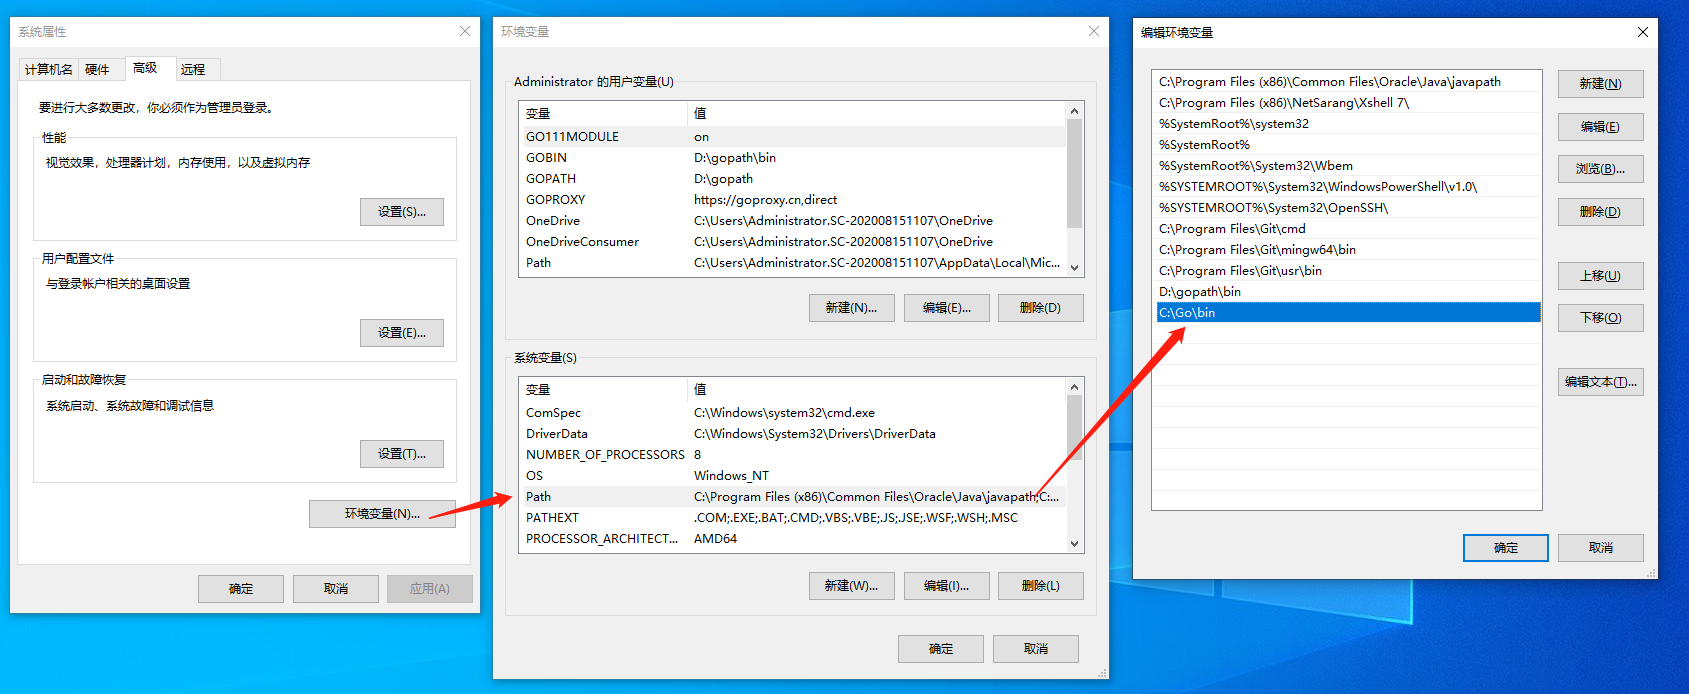 系统属性
计算机名
硬件
高级
远程
要进行大多数更改，你必须作为管理员登录。
性能
视觉效果，处理器计划，内存使用，以及虚拟内存
设置(S)...
用户配置文件
与登录帐户相关的桌面设置
设置(E)...
启动和故障恢复
系统启动、系统故障和调试信息
设置(T)...
环境变量(N)...
确定
取消
应用(A)
环境变量
Administrator 的用户变量(U)
变量 值
GO111MODULE on
GOBIN D:\gopath\bin
GOPATH D:\gopath
GOPROXY https://goproxy.cn,direct
OneDrive C:\Users\Administrator.SC-202008151107\OneDrive
OneDriveConsumer C:\Users\Administrator.SC-202008151107\OneDrive
Path C:\Users\Administrator.SC-202008151107\AppData\Local\Mic...
新建(N)...
编辑(E)...
删除(D)
系统变量(S)
变量 值
ComSpec C:\Windows\system32\cmd.exe
DriverData C:\Windows\System32\Drivers\DriverData
NUMBER_OF_PROCESSORS 8
OS Windows_NT
Path C:\Program Files (x86)\Common Files\Oracle\Java\javapath;C:...
PATHEXT .COM;.EXE;.BAT;.CMD;.VBS;.VBE;.JS;.JSE;.WSF;.WSH;.MSC
PROCESSOR_ARCHITECT... AMD64
新建(W)...
编辑(I)...
删除(L)
确定
取消
编辑环境变量
C:\Program Files (x86)\Common Files\Oracle\Java\javapath
C:\Program Files (x86)\NetSarang\Xshell 7\
%SystemRoot%\system32
%SystemRoot%
%SystemRoot%\System32\Wbem
%SYSTEMROOT%\System32\WindowsPowerShell\v1.0\
%SYSTEMROOT%\System32\OpenSSH\
C:\Program Files\Git\cmd
C:\Program Files\Git\mingw64\bin
C:\Program Files\Git\usr\bin
D:\gopath\bin
C:\Go\bin
新建(N)
编辑(E)
浏览(B)...
删除(D)
上移(U)
下移(O)
编辑文本(T)...
确定
取消